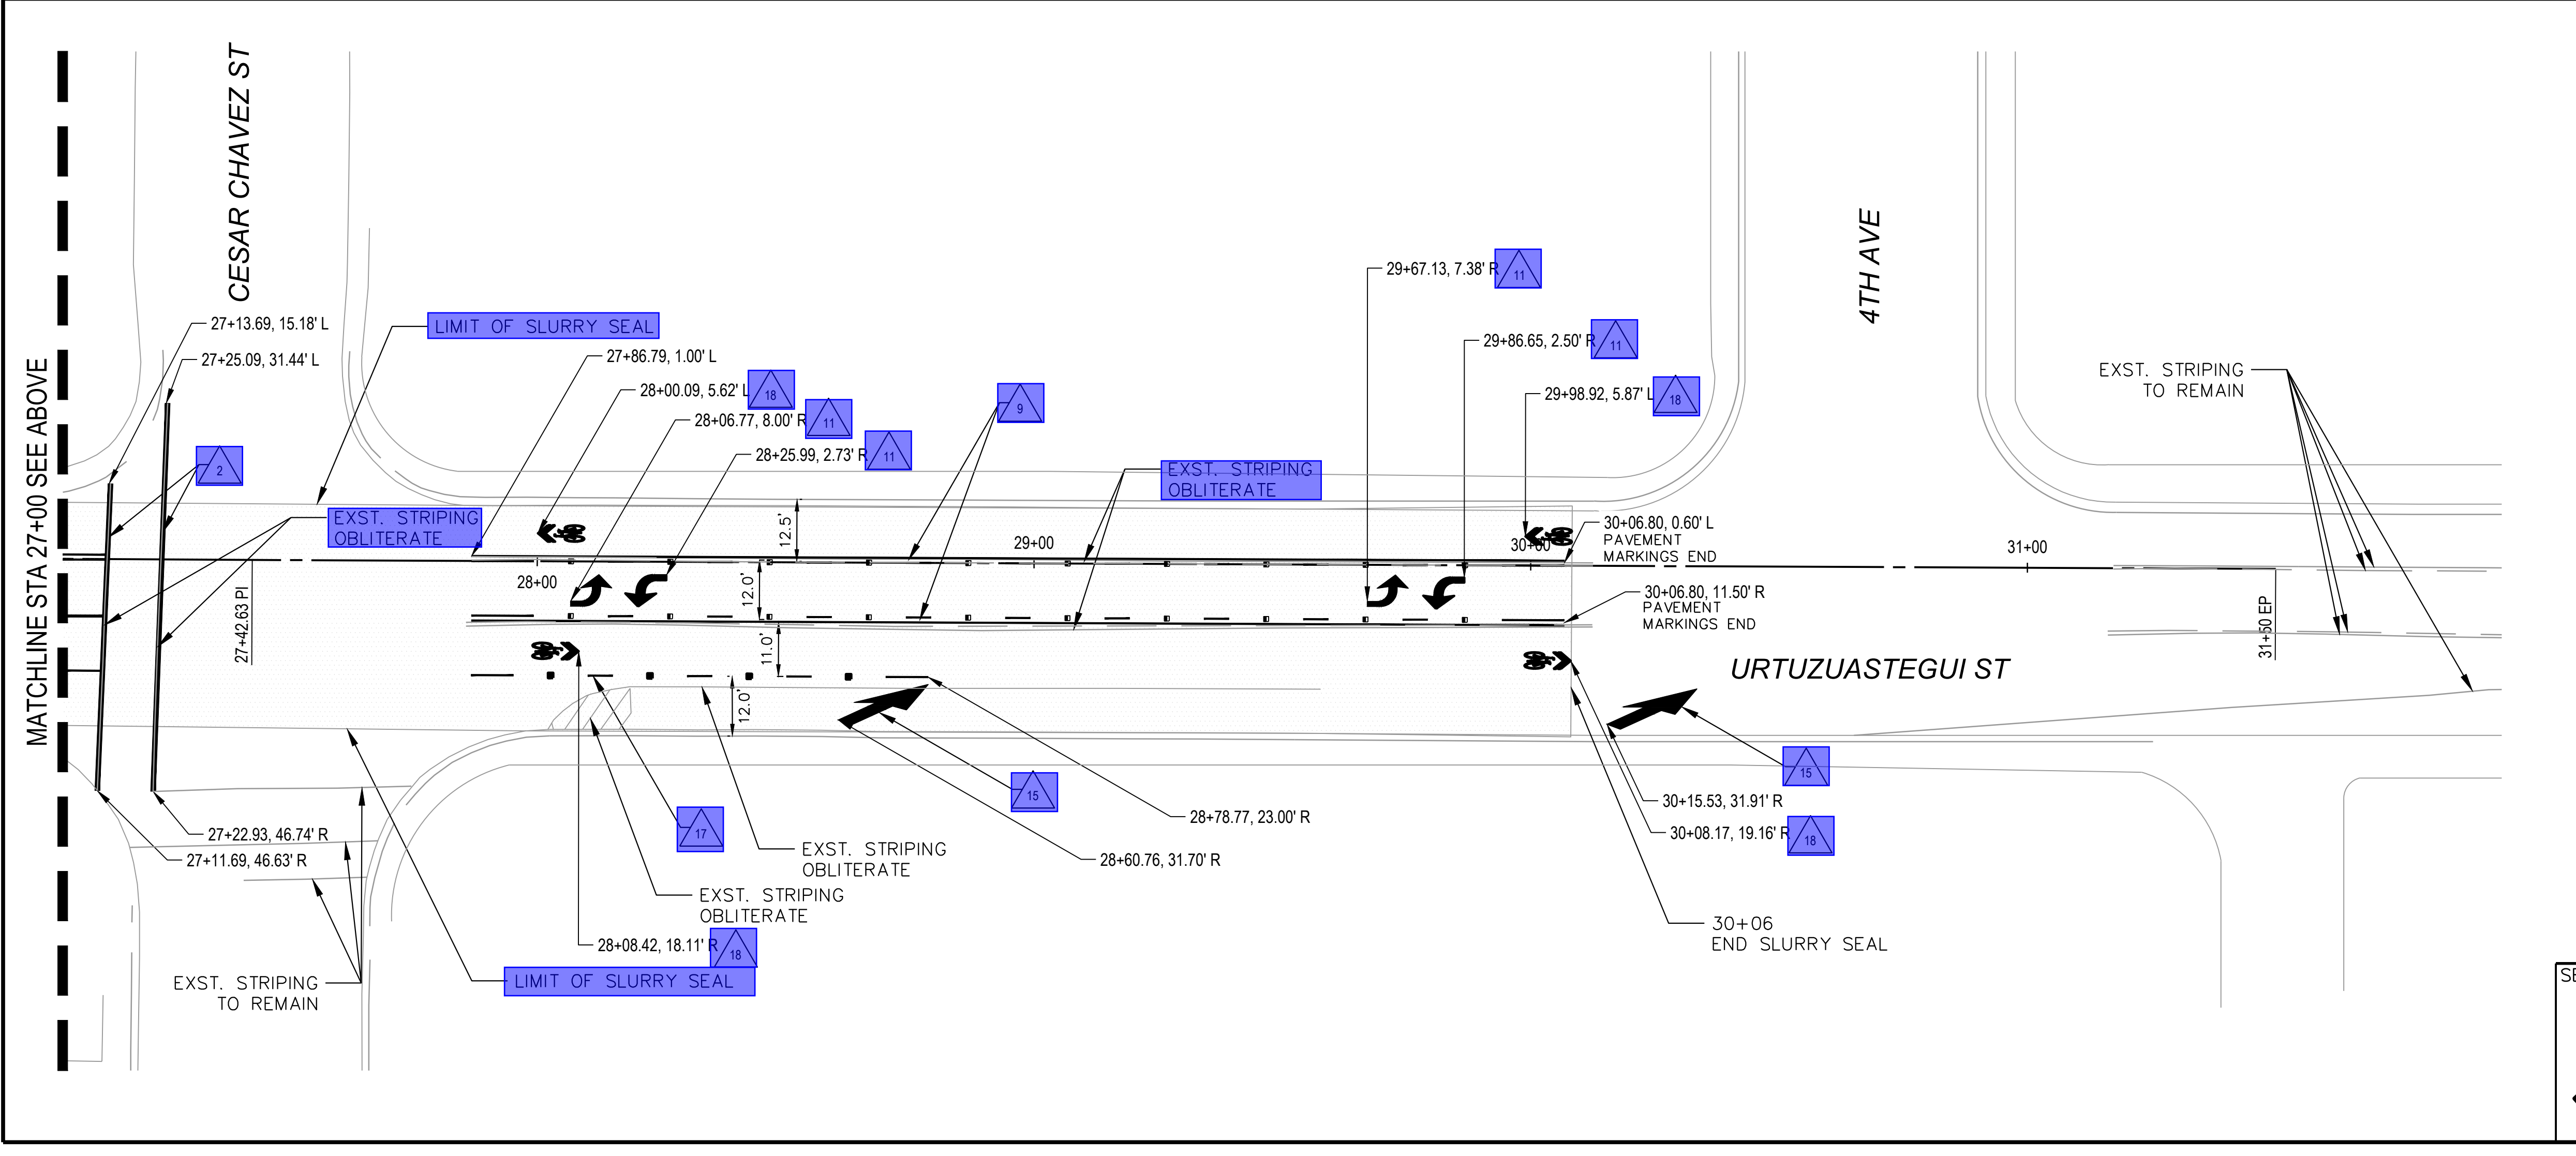 MATCHLINE STA 27+00 SEE ABOVE
CESAR CHAVEZ ST
4TH AVE
27+13.69, 15.18' L
27+25.09, 31.44' L
LIMIT OF SLURRY SEAL
27+86.79, 1.00' L
28+00.09, 5.62' L
18
28+06.77, 8.00' R
11
28+25.99, 2.73' R
11
9
29+67.13, 7.38' R
11
29+86.65, 2.50' R
11
29+98.92, 5.87' L
18
EXST. STRIPING
TO REMAIN
2
EXST. STRIPING
OBLITERATE
EXST. STRIPING
OBLITERATE
12.5'
30+06.80, 0.60' L
PAVEMENT
MARKINGS END
28+00
29+00
30+00
31+00
27+42.63 PI
12.0'
30+06.80, 11.50' R
PAVEMENT
MARKINGS END
31+50 EP
11.0'
12.0'
URTUZUASTEGUI ST
15
15
17
28+78.77, 23.00' R
30+15.53, 31.91' R
30+08.17, 19.16' R
18
27+22.93, 46.74' R
27+11.69, 46.63' R
EXST. STRIPING
OBLITERATE
28+60.76, 31.70' R
EXST. STRIPING
OBLITERATE
30+06
END SLURRY SEAL
28+08.42, 18.11' R
18
LIMIT OF SLURRY SEAL
EXST. STRIPING
TO REMAIN